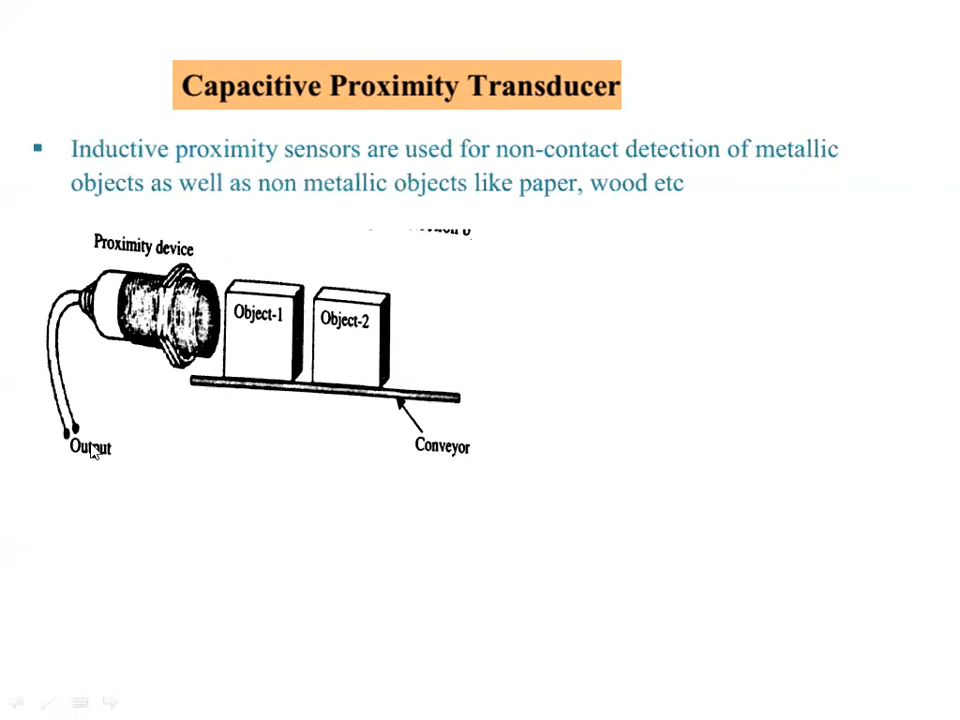 Capacitive Proximity Transducer
Inductive proximity sensors are used for non-contact detection of metallic
objects as well as non metallic objects like paper, wood etc
Proximity device
Object-1
Object-2
Output
Conveyor